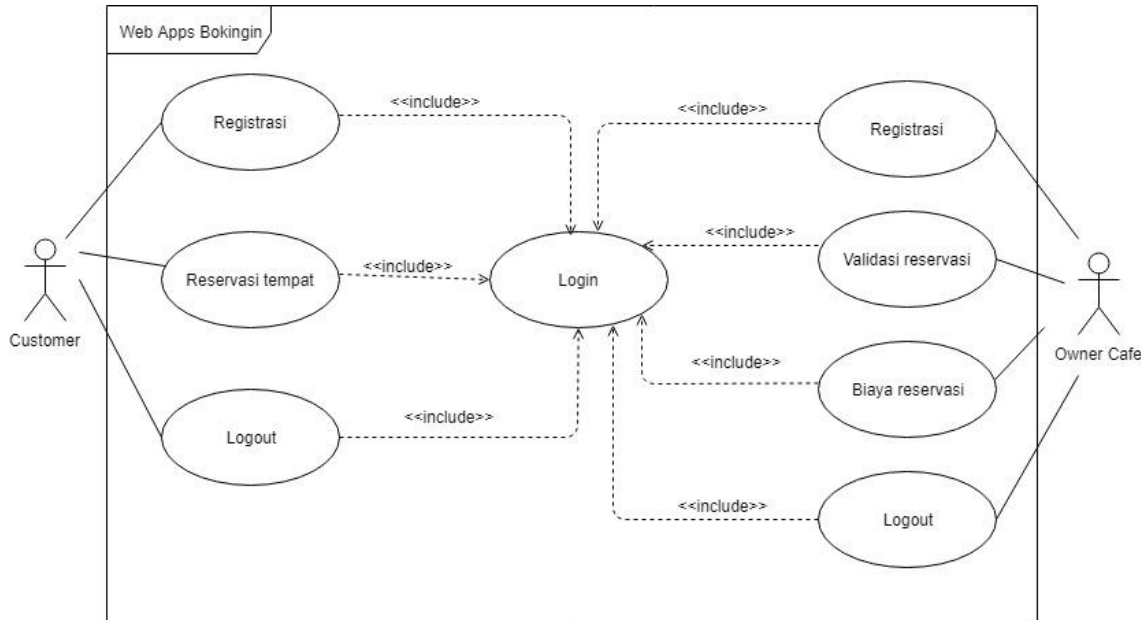 Web Apps Bokingin
<<include>>
<<include>>
Registrasi
Registrasi
<<include>>
Validasi reservasi
<<include>>
Reservasi tempat
Login
Customer
Owner Cafe
<<include>>
Biaya reservasi
<<include>>
Logout
<<include>>
Logout